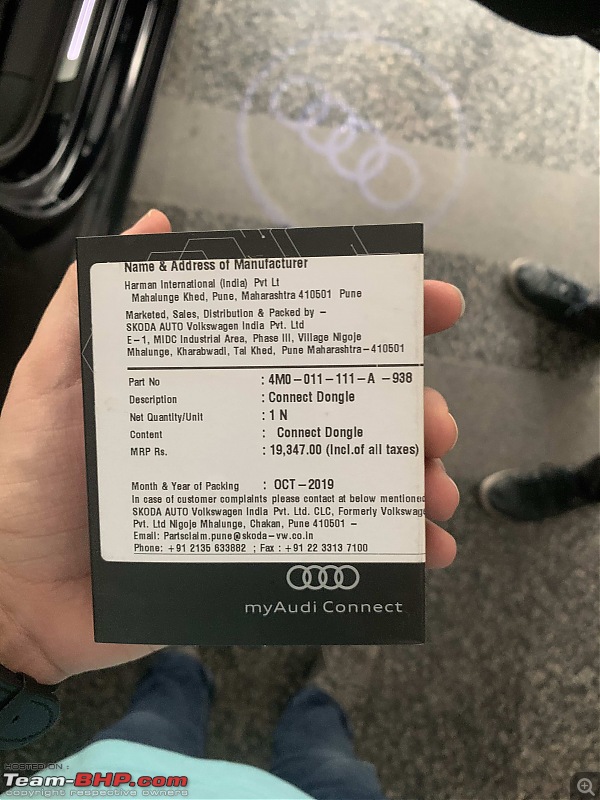 Name & Address of Manufacturer
Harman International (India) Pvt Lt
Mahalunge Khed, Pune, Maharashtra 410501 Pune
Marketed, Sales, Distribution & Packed by -
SKODA AUTO Volkswagen India Pvt. Ltd
E-1, MIDC Industrial Area, Phase III, Village Nigoje
Mhalunge, Kharabwadi, Tal Khed, Pune Maharashtra-410501
Part No : 4M0-011-111-A -938
Description : Connect Dongle
Net Quantity/Unit : 1 N
Content : Connect Dongle
MRP Rs. : 19,347.00 (Incl.of all taxes)
Month & Year of Packing : OCT-2019
In case of customer complaints please contact at below mentioned
SKODA AUTO Volkswagen India Pvt. Ltd. CLC, Formerly Volkswage
Pvt. Ltd Nigoje Mhalunge, Chakan, Pune 410501 -
Email: Partsclaim.pune@skoda-vw.co.in
Phone: +91 2135 633882 ; Fax : +91 22 3313 7100
myAudi Connect
HOSTED ON :
Team-BHP.com
copyright respective owners